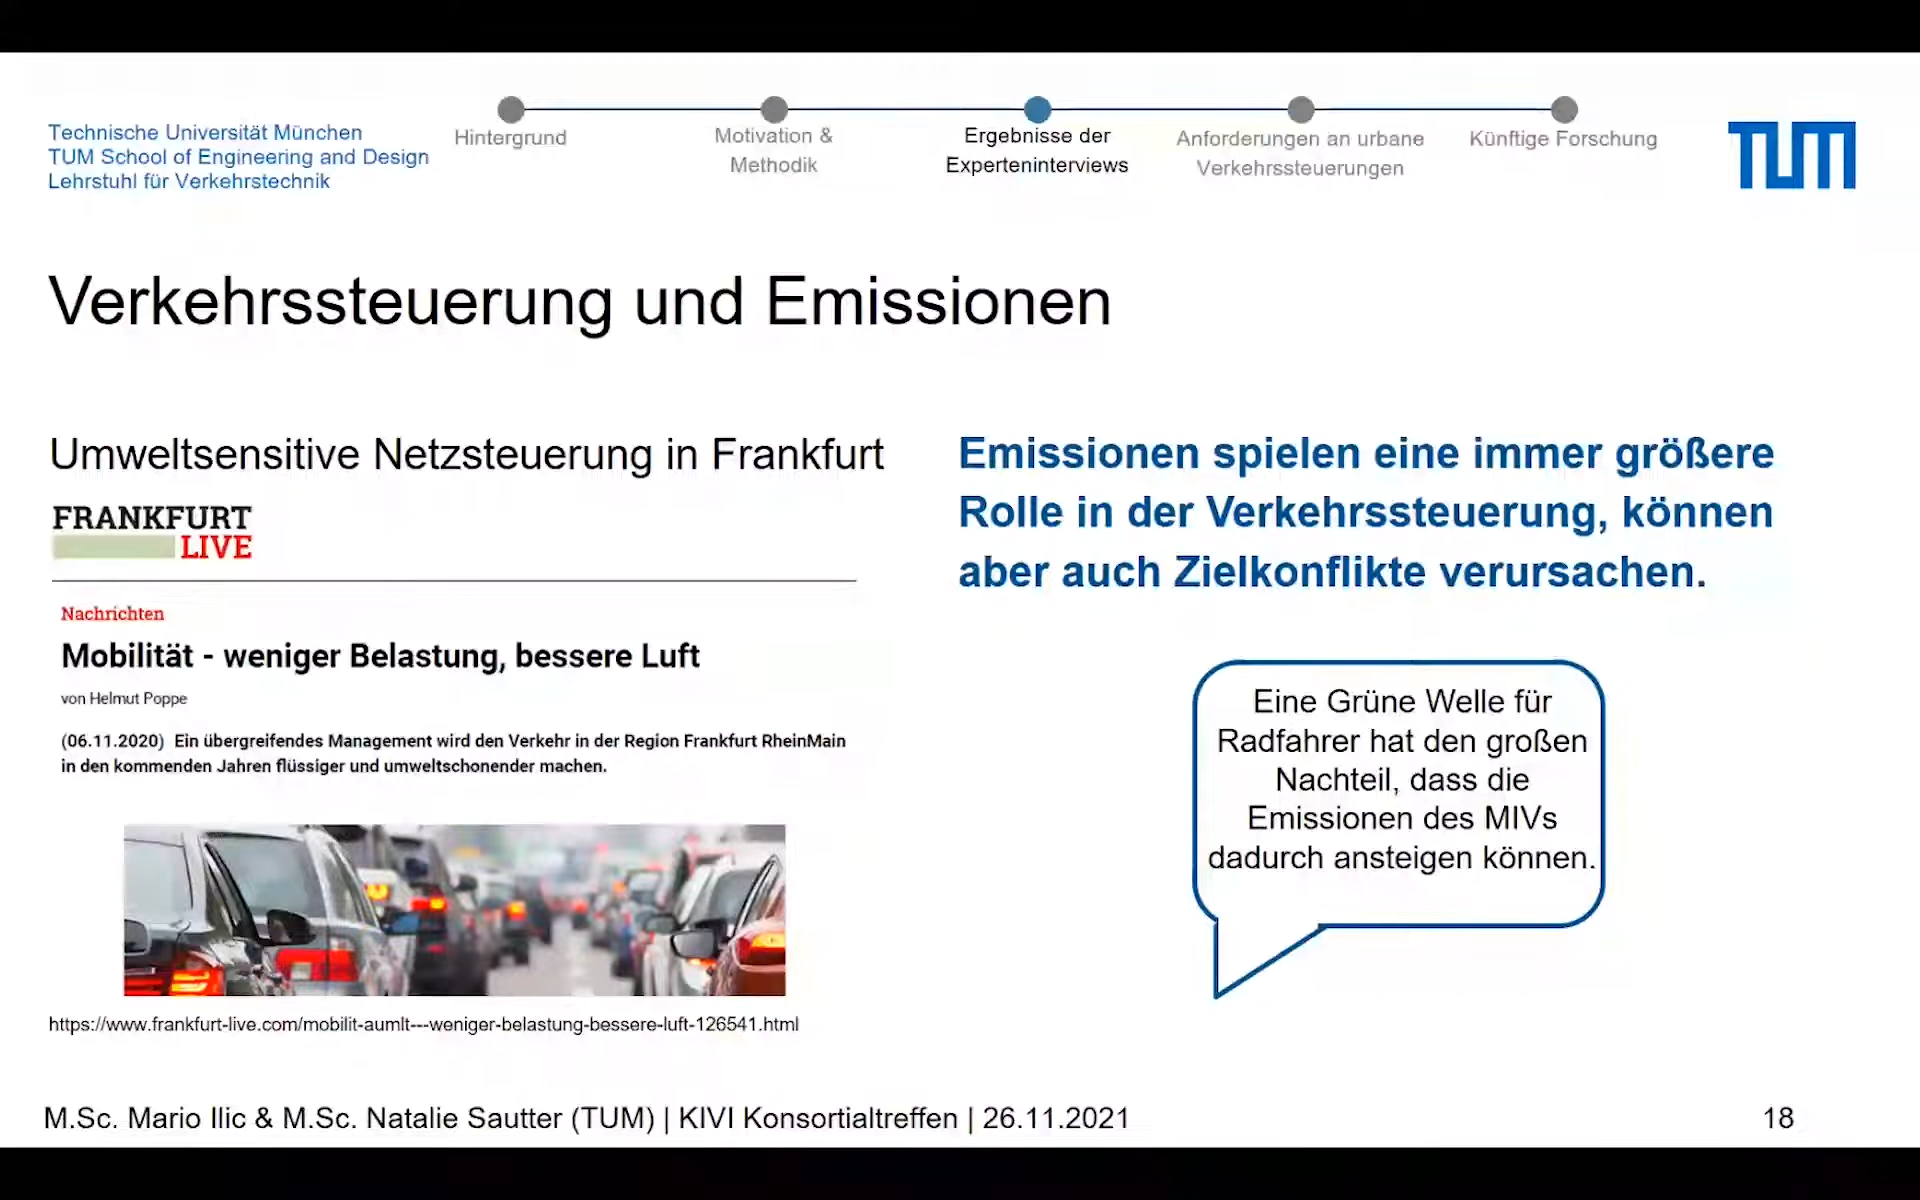 Technische Universität München
TUM School of Engineering and Design
Lehrstuhl für Verkehrstechnik
Hintergrund
Motivation &
Methodik
Ergebnisse der
Experteninterviews
Anforderungen an urbane
Verkehrssteuerungen
Künftige Forschung
TUM
Verkehrssteuerung und Emissionen
Umweltsensitive Netzsteuerung in Frankfurt
FRANKFURT
LIVE
Nachrichten
Mobilität - weniger Belastung, bessere Luft
von Helmut Poppe
(06.11.2020) Ein übergreifendes Management wird den Verkehr in der Region Frankfurt RheinMain
in den kommenden Jahren flüssiger und umweltschonender machen.
https://www.frankfurt-live.com/mobilit-aumlt---weniger-belastung-bessere-luft-126541.html
Emissionen spielen eine immer größere
Rolle in der Verkehrssteuerung, können
aber auch Zielkonflikte verursachen.
Eine Grüne Welle für
Radfahrer hat den großen
Nachteil, dass die
Emissionen des MIVs
dadurch ansteigen können.
M.Sc. Mario Ilic & M.Sc. Natalie Sautter (TUM) | KIVI Konsortialtreffen | 26.11.2021
18